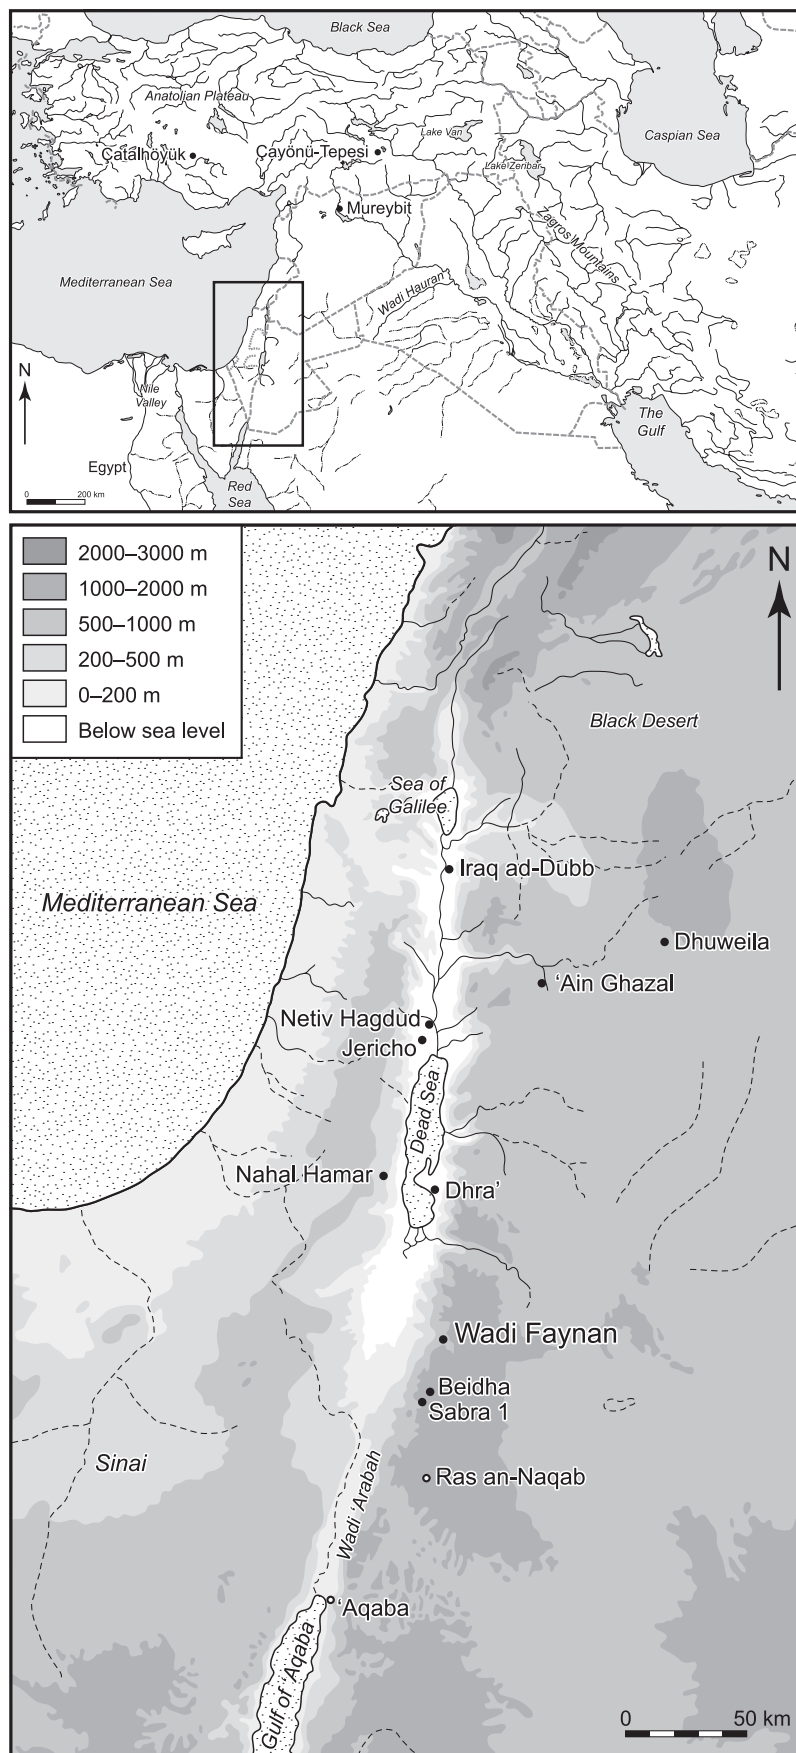 Black Sea
Anatolian Plateau
Caspian Sea
Lake Van
Çatalhöyük
Çayönü-Tepesi
Lake Zeribar
Mureybit
Zagros Mountains
Mediterranean Sea
Wadi Hauran
N
Nile
Valley
The
Gulf
Egypt
Red
Sea
0 200 km
2000–3000 m
1000–2000 m
500–1000 m
200–500 m
0–200 m
Below sea level
N
Black Desert
Sea of
Galilee
Iraq ad-Dubb
Mediterranean Sea
Dhuweila
‘Ain Ghazal
Netiv Hagdud
Jericho
Dead Sea
Nahal Hamar
Dhra’
Wadi Faynan
Beidha
Sabra 1
Sinai
Ras an-Naqab
Wadi ‘Arabah
‘Aqaba
Gulf of ‘Aqaba
0 50 km